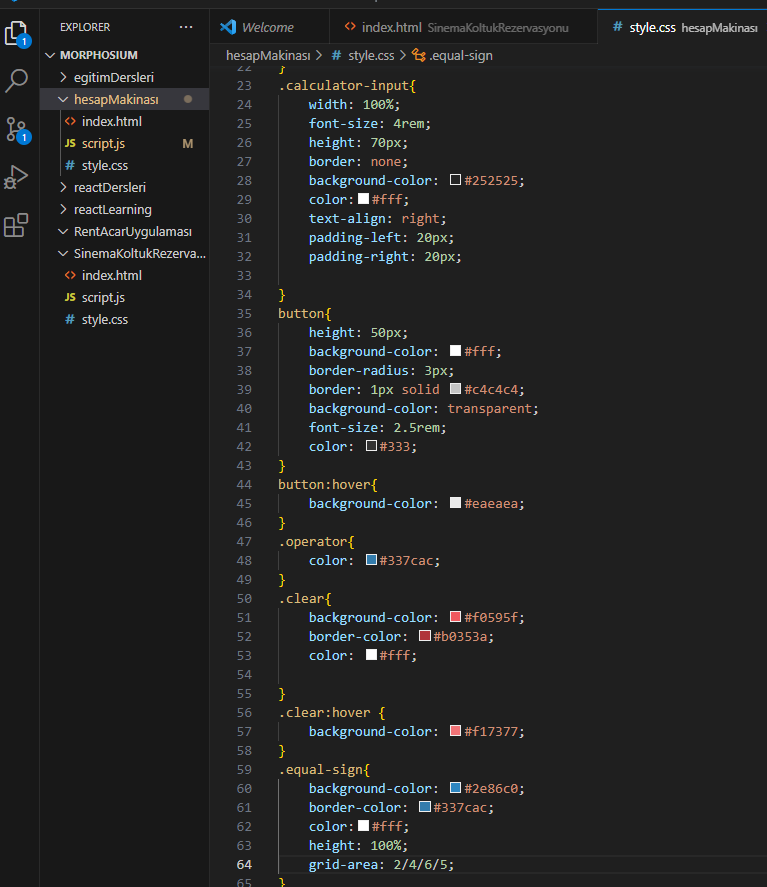 EXPLORER ...
MORPHOSIUM
egitimDersleri
hesapMakinası
index.html
JS script.js M
# style.css
reactDersleri
reactLearning
RentAcarUygulaması
SinemaKoltukRezerva...
index.html
JS script.js
# style.css
1
1
Welcome
index.html SinemaKoltukRezervasyonu
# style.css hesapMakinası
hesapMakinası > # style.css > .equal-sign
22 }
23 .calculator-input{
24 width: 100%;
25 font-size: 4rem;
26 height: 70px;
27 border: none;
28 background-color: #252525;
29 color: #fff;
30 text-align: right;
31 padding-left: 20px;
32 padding-right: 20px;
33
34 }
35 button{
36 height: 50px;
37 background-color: #fff;
38 border-radius: 3px;
39 border: 1px solid #c4c4c4;
40 background-color: transparent;
41 font-size: 2.5rem;
42 color: #333;
43 }
44 button:hover{
45 background-color: #eaeaea;
46 }
47 .operator{
48 color: #337cac;
49 }
50 .clear{
51 background-color: #f0595f;
52 border-color: #b0353a;
53 color: #fff;
54
55 }
56 .clear:hover {
57 background-color: #f17377;
58 }
59 .equal-sign{
60 background-color: #2e86c0;
61 border-color: #337cac;
62 color: #fff;
63 height: 100%;
64 grid-area: 2/4/6/5;
65 }